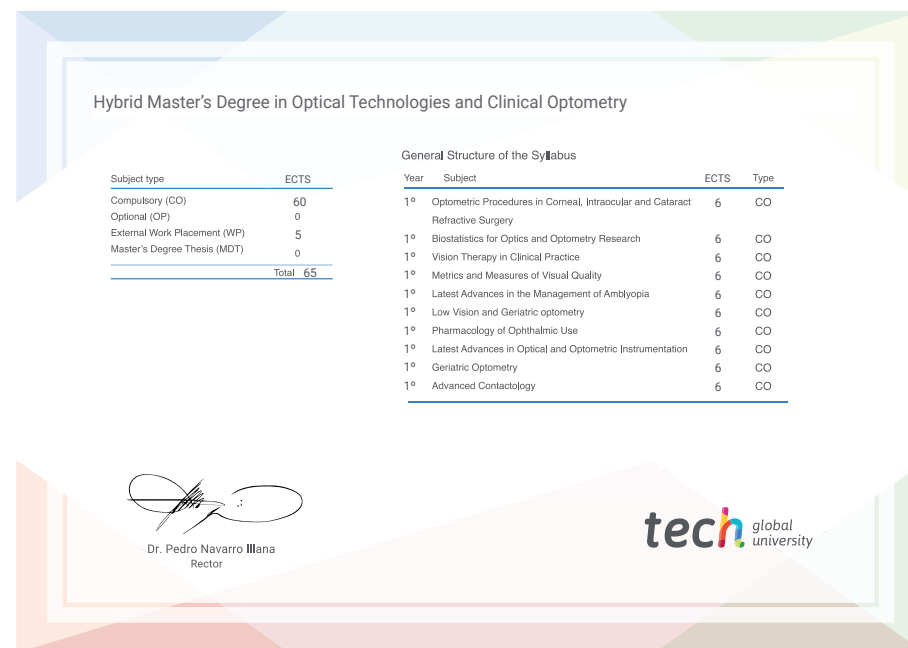 Hybrid Master’s Degree in Optical Technologies and Clinical Optometry
Subject type ECTS
Compulsory (CO) 60
Optional (OP) 0
External Work Placement (WP) 5
Master’s Degree Thesis (MDT) 0
Total 65
General Structure of the Syllabus
Year Subject ECTS Type
1º Optometric Procedures in Corneal, Intraocular and Cataract 6 CO
Refractive Surgery
1º Biostatistics for Optics and Optometry Research 6 CO
1º Vision Therapy in Clinical Practice 6 CO
1º Metrics and Measures of Visual Quality 6 CO
1º Latest Advances in the Management of Amblyopia 6 CO
1º Low Vision and Geriatric optometry 6 CO
1º Pharmacology of Ophthalmic Use 6 CO
1º Latest Advances in Optical and Optometric Instrumentation 6 CO
1º Geriatric Optometry 6 CO
1º Advanced Contactology 6 CO
Dr. Pedro Navarro Illana
Rector
tech global
university